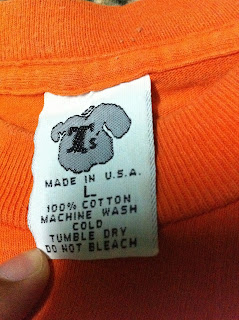 T's
MADE IN U.S.A.
L
100% COTTON
MACHINE WASH
COLD
TUMBLE DRY
DO NOT BLEACH